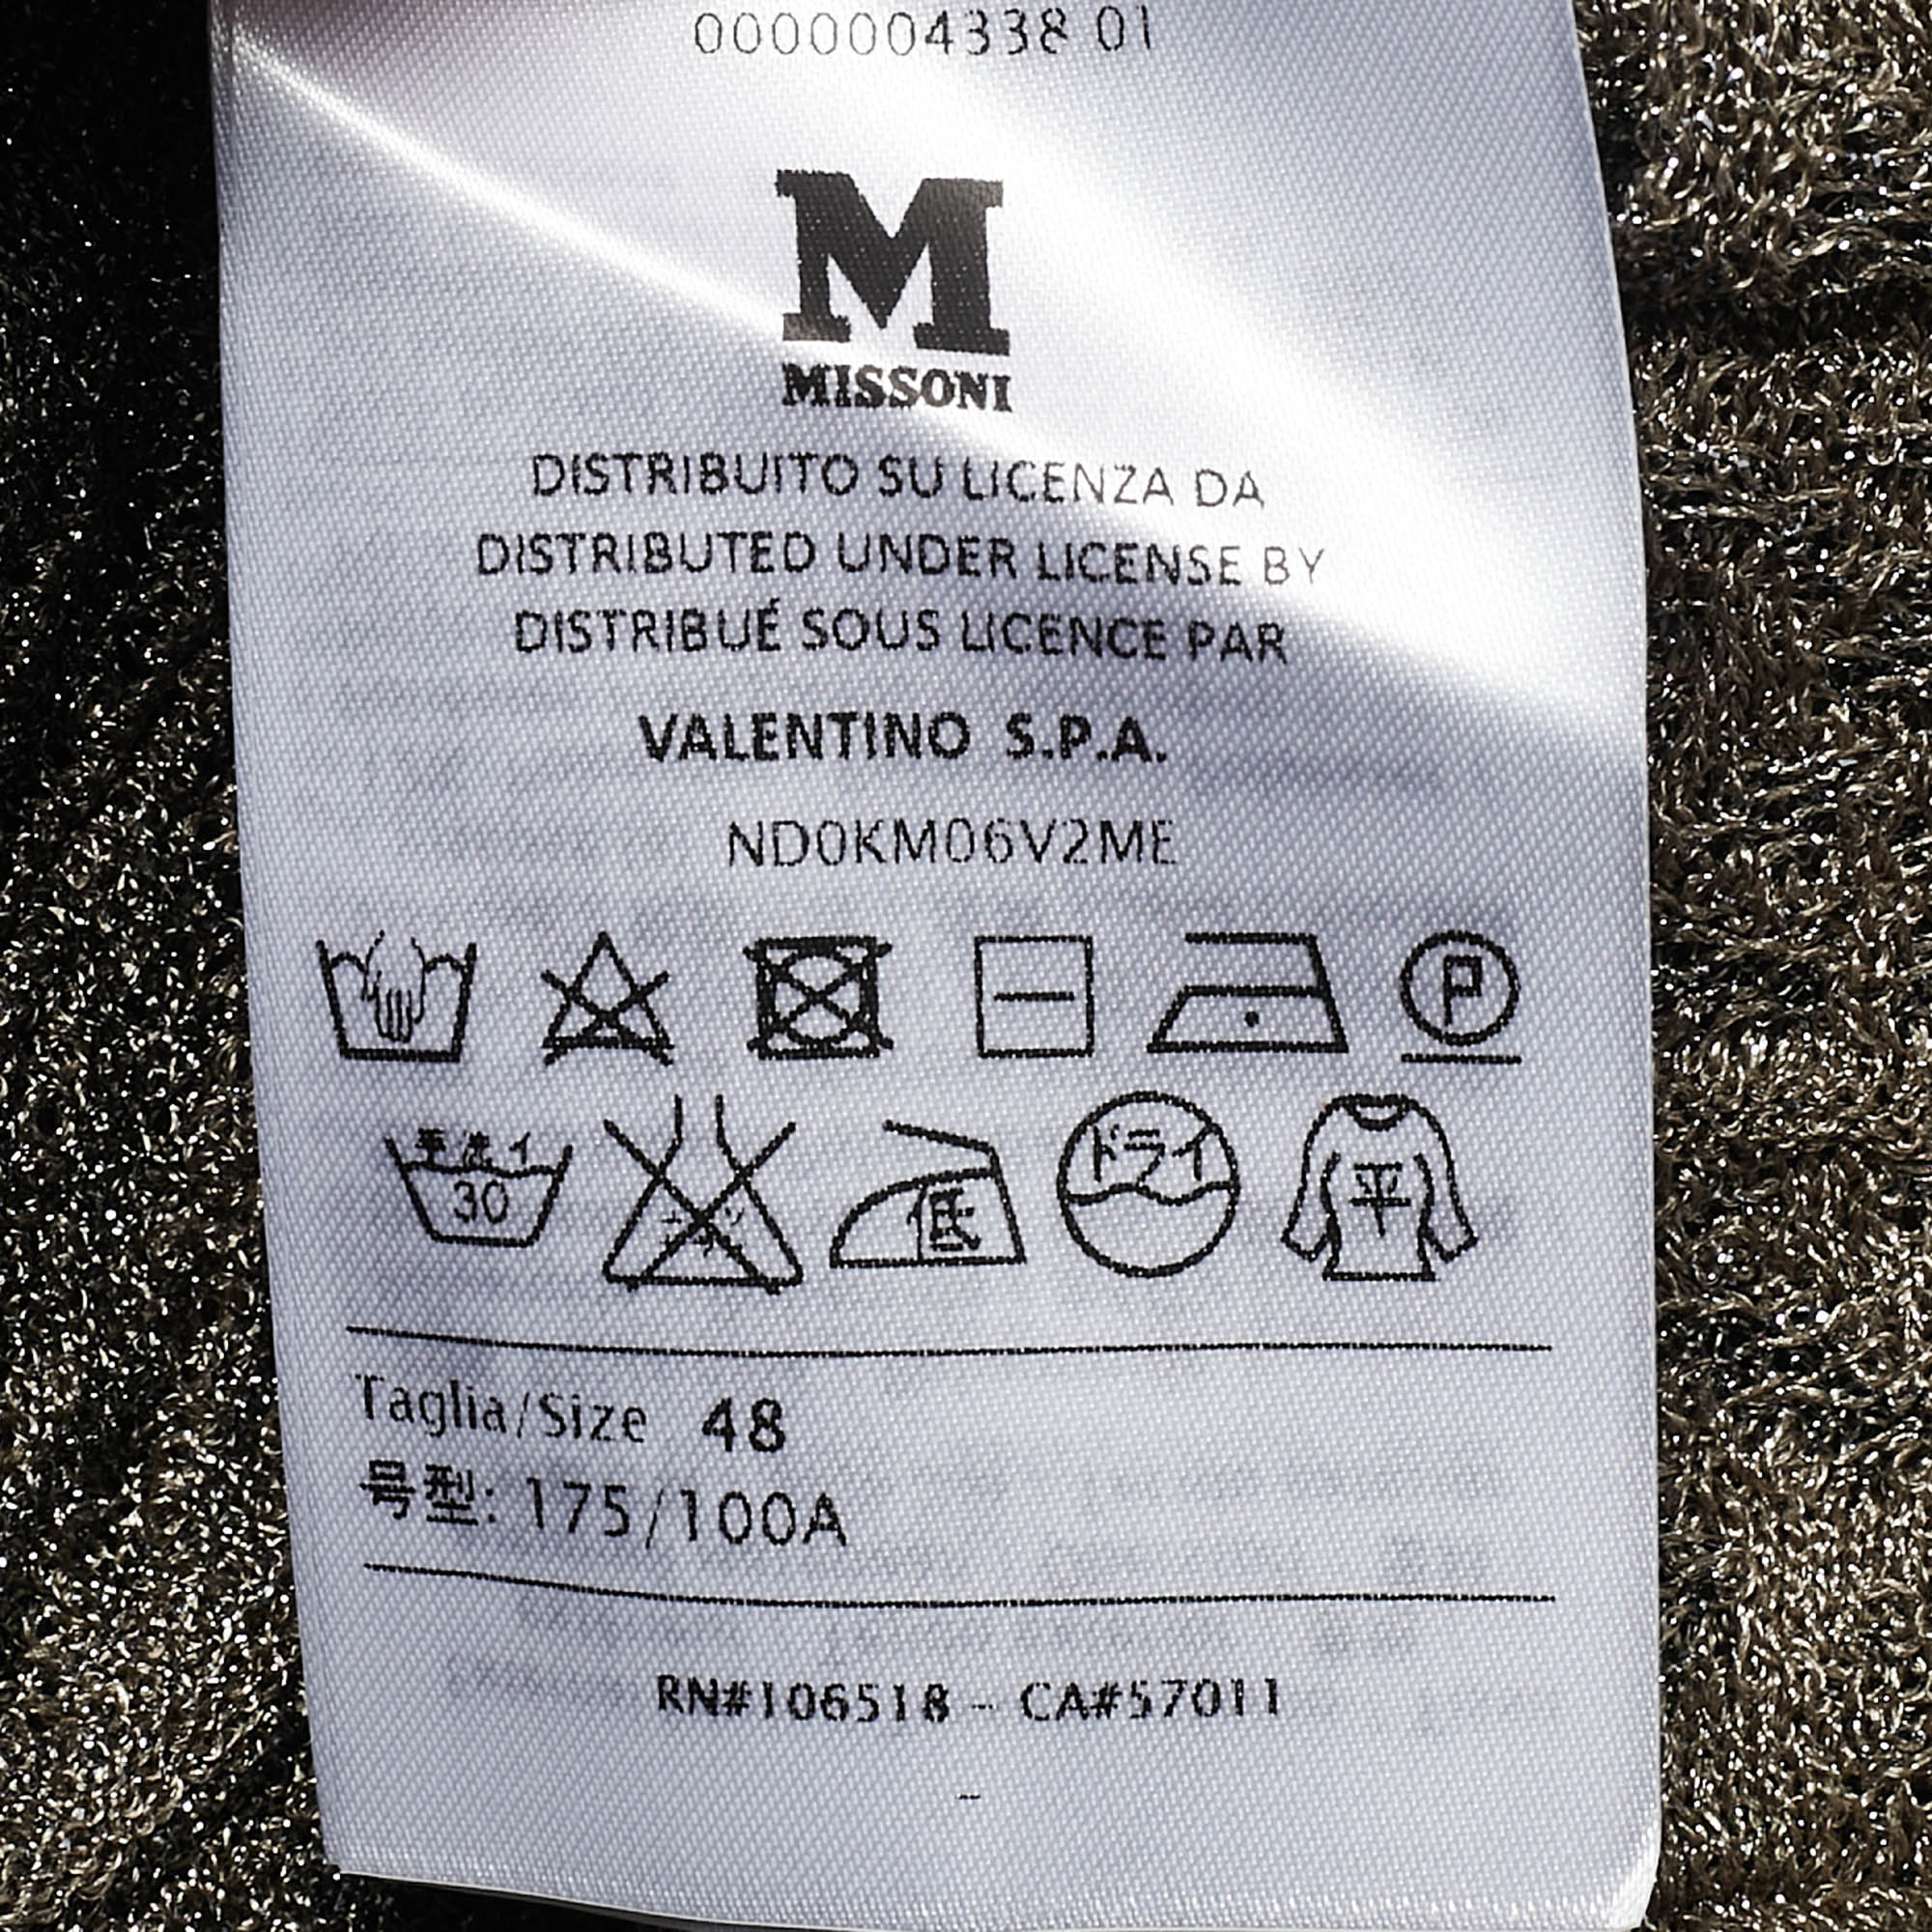 0000004338 01
M
MISSONI
DISTRIBUITO SU LICENZA DA
DISTRIBUTED UNDER LICENSE BY
DISTRIBUÉ SOUS LICENCE PAR
VALENTINO S.P.A.
ND0KM06V2ME
P
手洗イ
30
低
ドライ
平
Taglia/Size 48
号型: 175/100A
RN#106518 - CA#57011
-